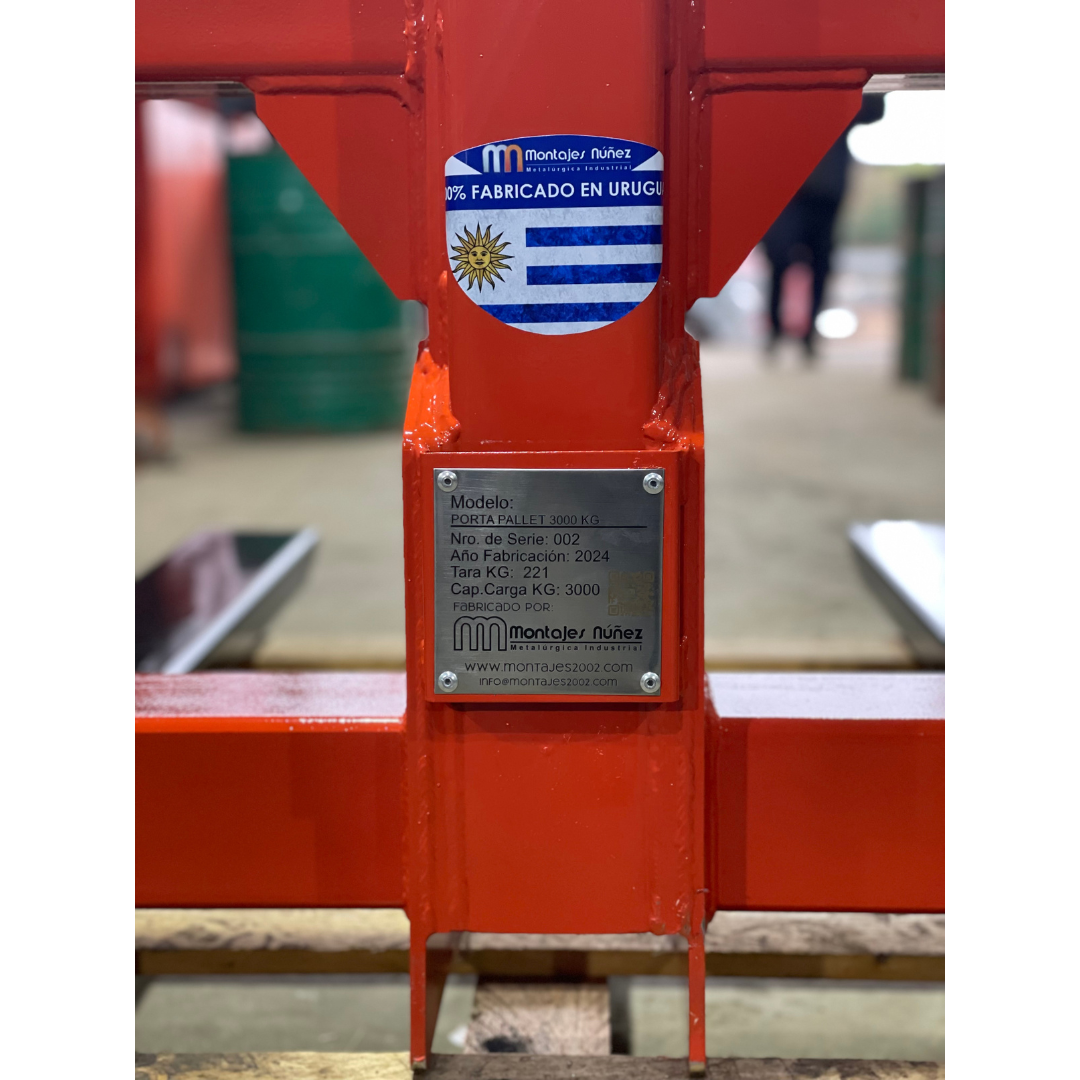 Montajes Núñez
Metalúrgica Industrial
0% FABRICADO EN URUGU
Modelo:
PORTA PALLET 3000 KG
Nro. de Serie: 002
Año Fabricación: 2024
Tara KG: 221
Cap.Carga KG: 3000
FABRICADO POR:
Montajes Núñez
Metalúrgica Industrial
www.montajes2002.com
info@montajes2002.com